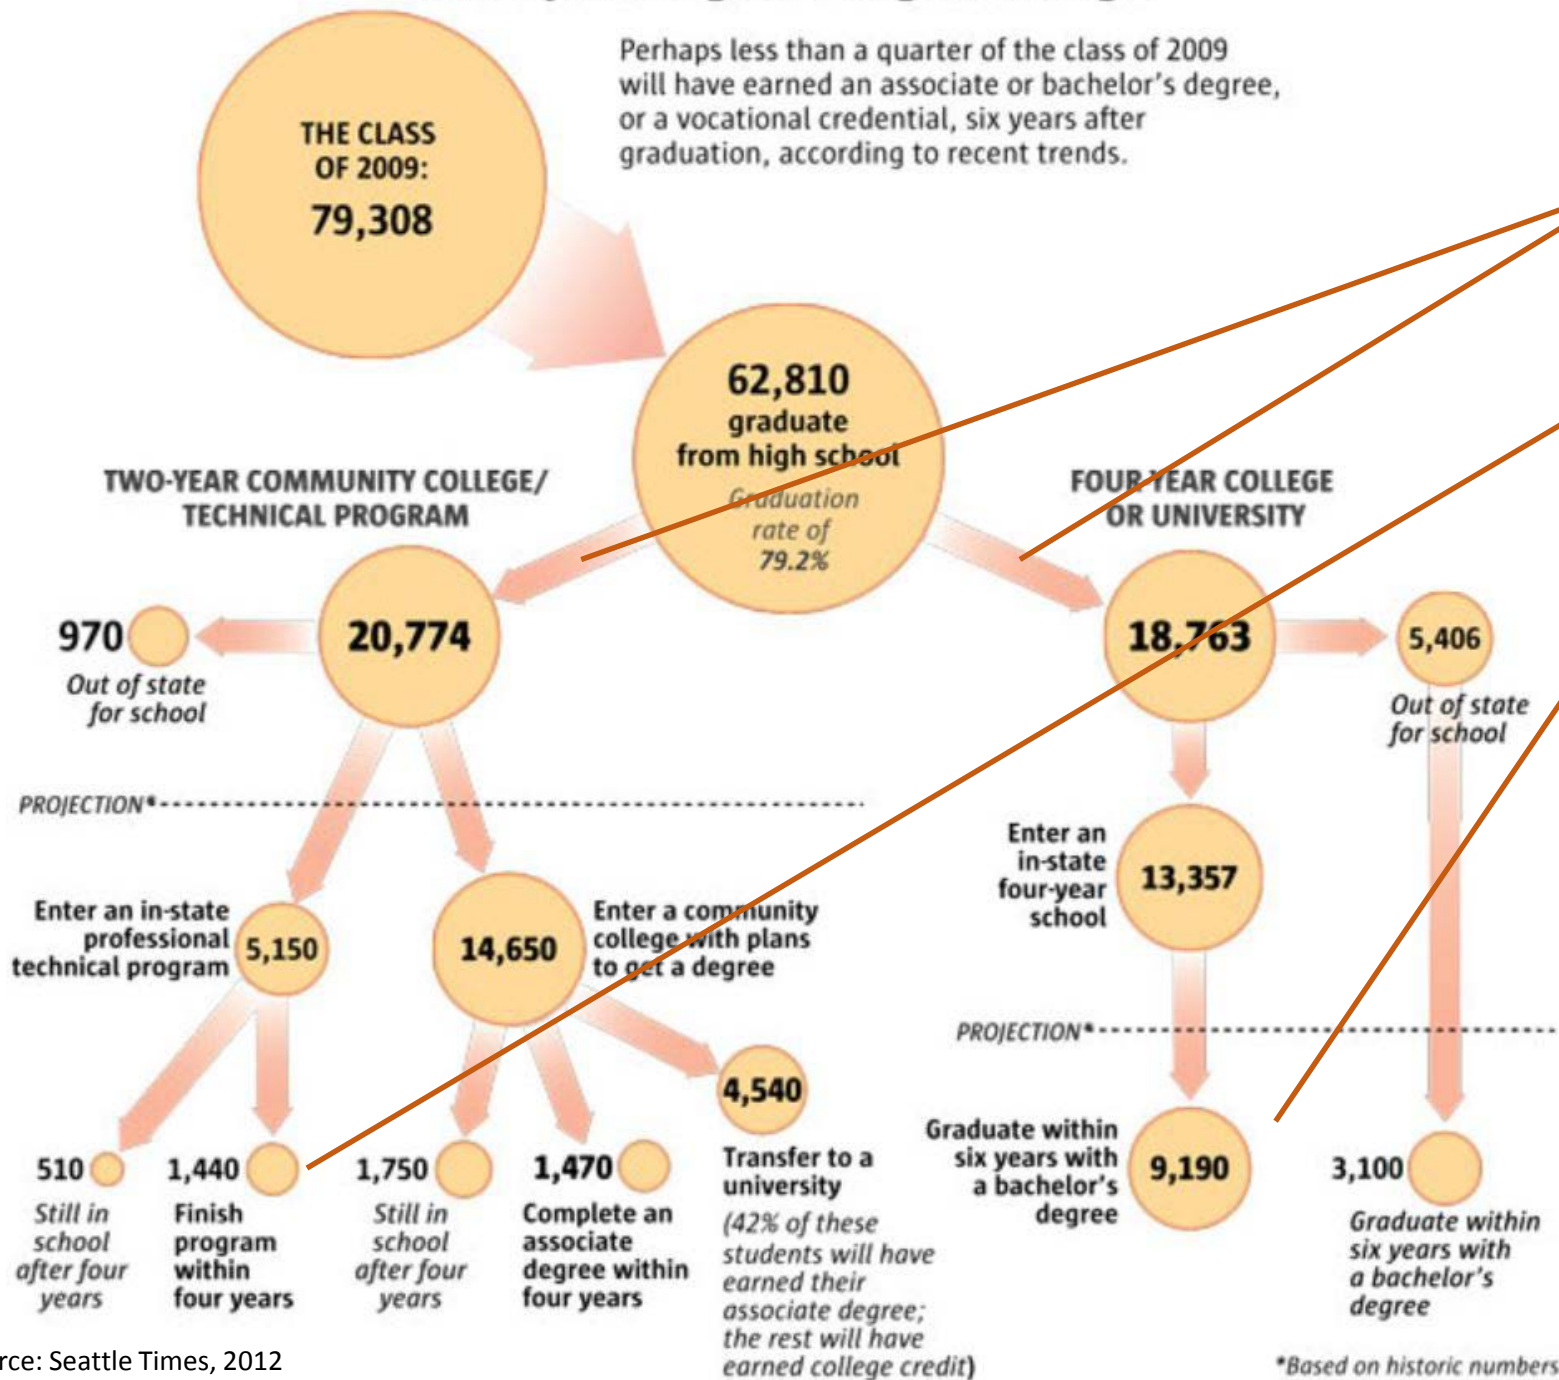 Perhaps less than a quarter of the class of 2009
will have earned an associate or bachelor's degree,
or a vocational credential, six years after
graduation, according to recent trends.
THE CLASS
OF 2009:
79,308
62,810
graduate
from high school
Graduation
rate of
79.2%
TWO-YEAR COMMUNITY COLLEGE/
TECHNICAL PROGRAM
FOUR-YEAR COLLEGE
OR UNIVERSITY
970
Out of state
for school
20,774
18,763
5,406
Out of state
for school
PROJECTION*
Enter an in-state
professional
technical program
5,150
14,650
Enter a community
college with plans
to get a degree
Enter an
in-state
four-year
school
13,357
PROJECTION*
510
Still in
school
after four
years
1,440
Finish
program
within
four years
1,750
Still in
school
after four
years
1,470
Complete an
associate
degree within
four years
4,540
Transfer to a
university
(42% of these
students will have
earned their
associate degree;
the rest will have
earned college credit)
Graduate within
six years with
a bachelor's
degree
9,190
3,100
Graduate within
six years with
a bachelor's
degree
rce: Seattle Times, 2012
*Based on historic numbers